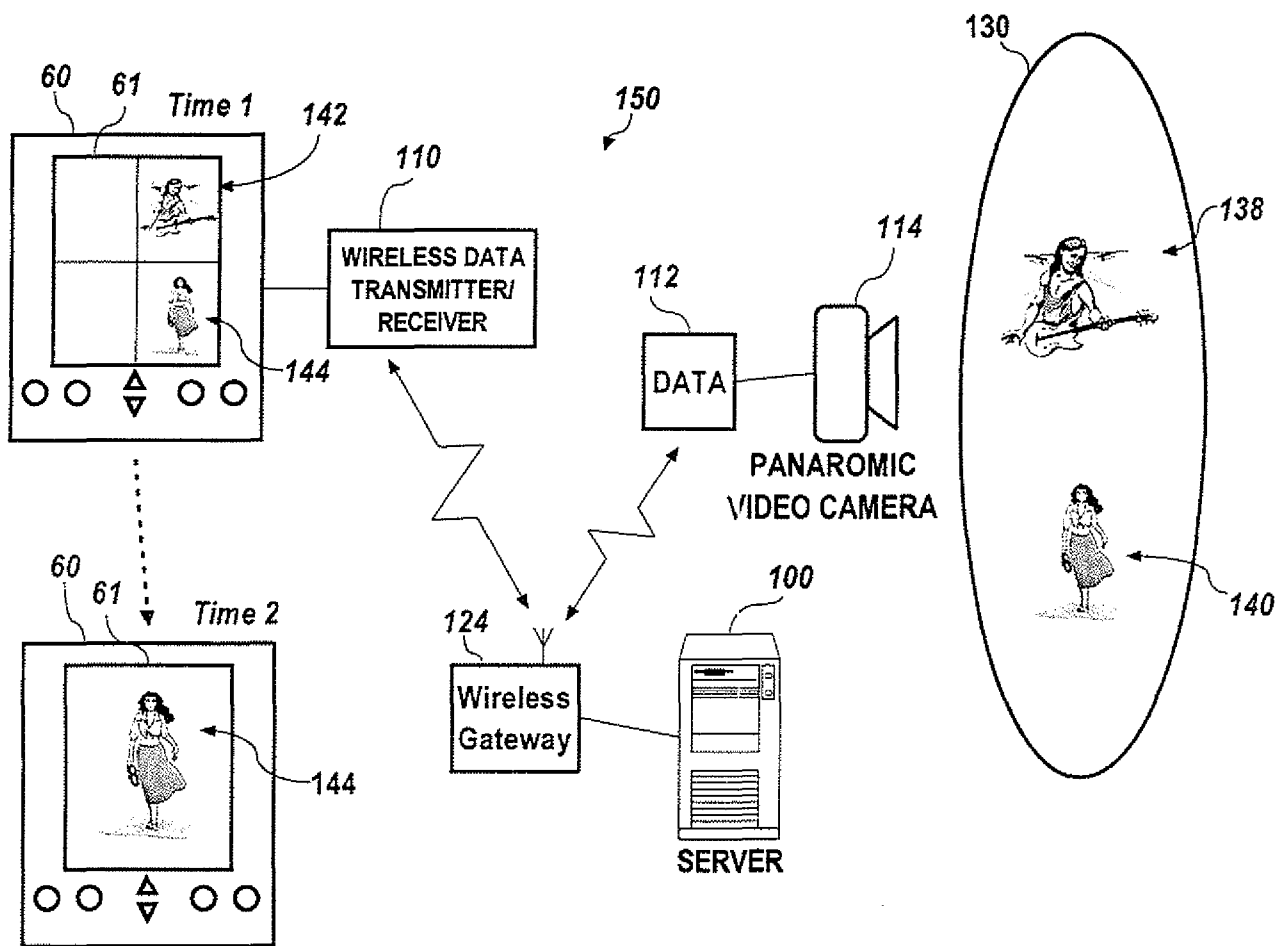 130
60
61
Time 1
142
150
110
138
WIRELESS DATA
TRANSMITTER/
RECEIVER
114
112
144
DATA
PANAROMIC
VIDEO CAMERA
60
61
Time 2
124
100
140
Wireless
Gateway
144
SERVER